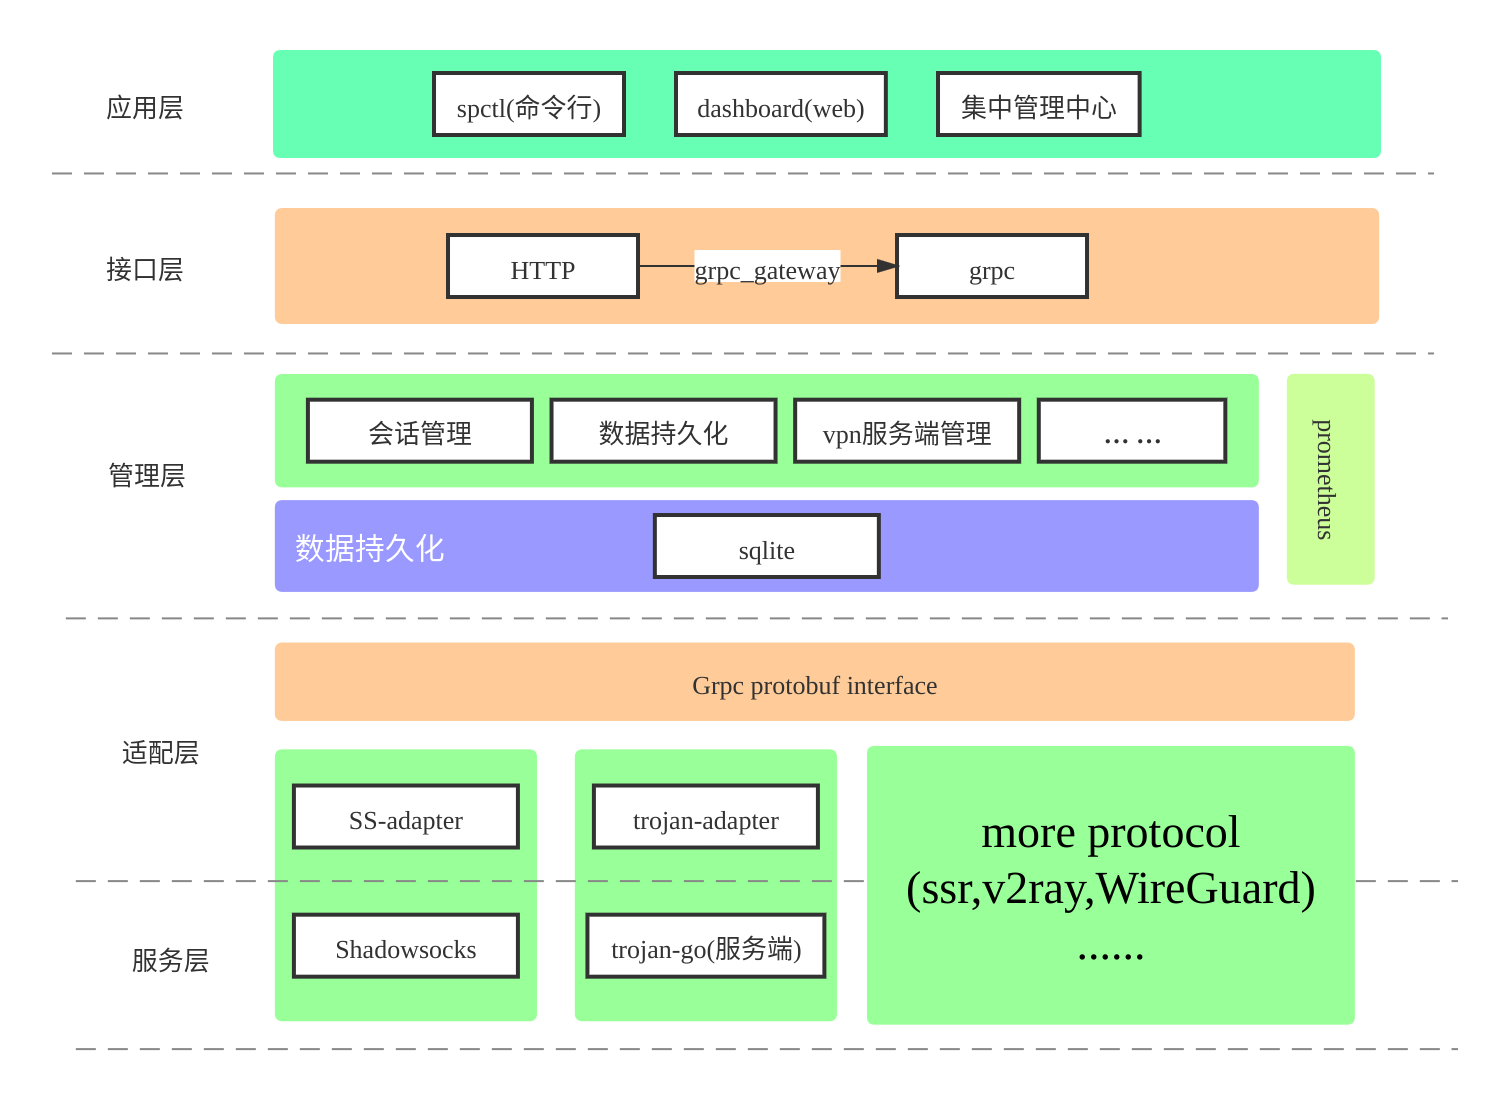 应用层
spctl(命令行)
dashboard(web)
集中管理中心
接口层
HTTP
grpc_gateway
grpc
管理层
会话管理
数据持久化
vpn服务端管理
... ...
prometheus
数据持久化
sqlite
适配层
Grpc protobuf interface
SS-adapter
trojan-adapter
more protocol
(ssr,v2ray,WireGuard)
......
服务层
Shadowsocks
trojan-go(服务端)